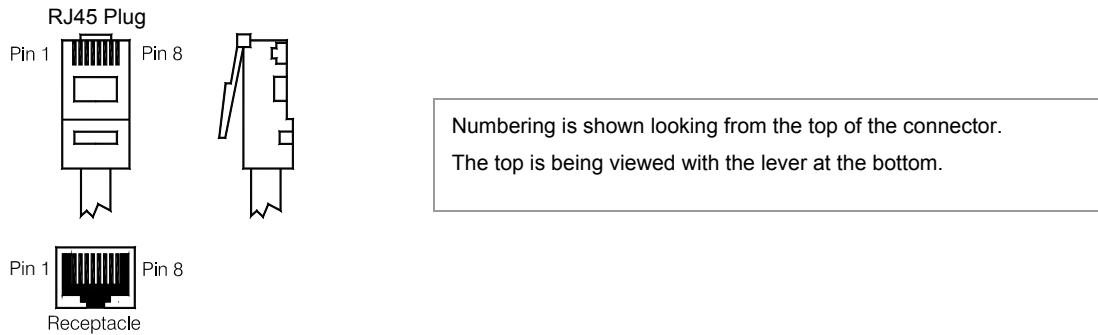 RJ45 Plug
Pin 1 Pin 8
Numbering is shown looking from the top of the connector.
The top is being viewed with the lever at the bottom.
Pin 1 Pin 8
Receptacle